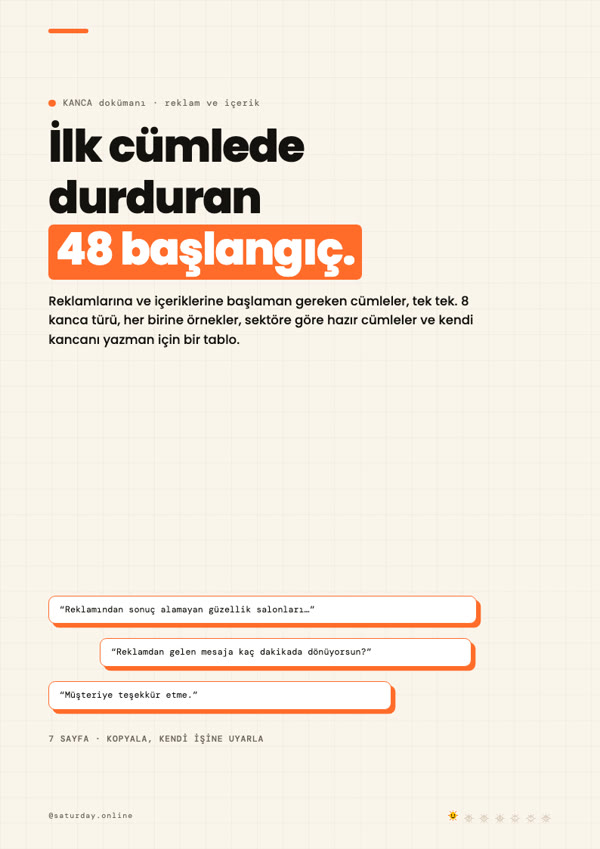 KANCA dokümanı · reklam ve içerik
İlk cümlede
durduran
48 başlangıç.
Reklamlarına ve içeriklerine başlaman gereken cümleler, tek tek. 8
kanca türü, her birine örnekler, sektöre göre hazır cümleler ve kendi
kancanı yazman için bir tablo.
“Reklamından sonuç alamayan güzellik salonları…”
“Reklamdan gelen mesaja kaç dakikada dönüyorsun?”
“Müşteriye teşekkür etme.”
7 SAYFA · KOPYALA, KENDİ İŞİNE UYARLA
@saturday.online